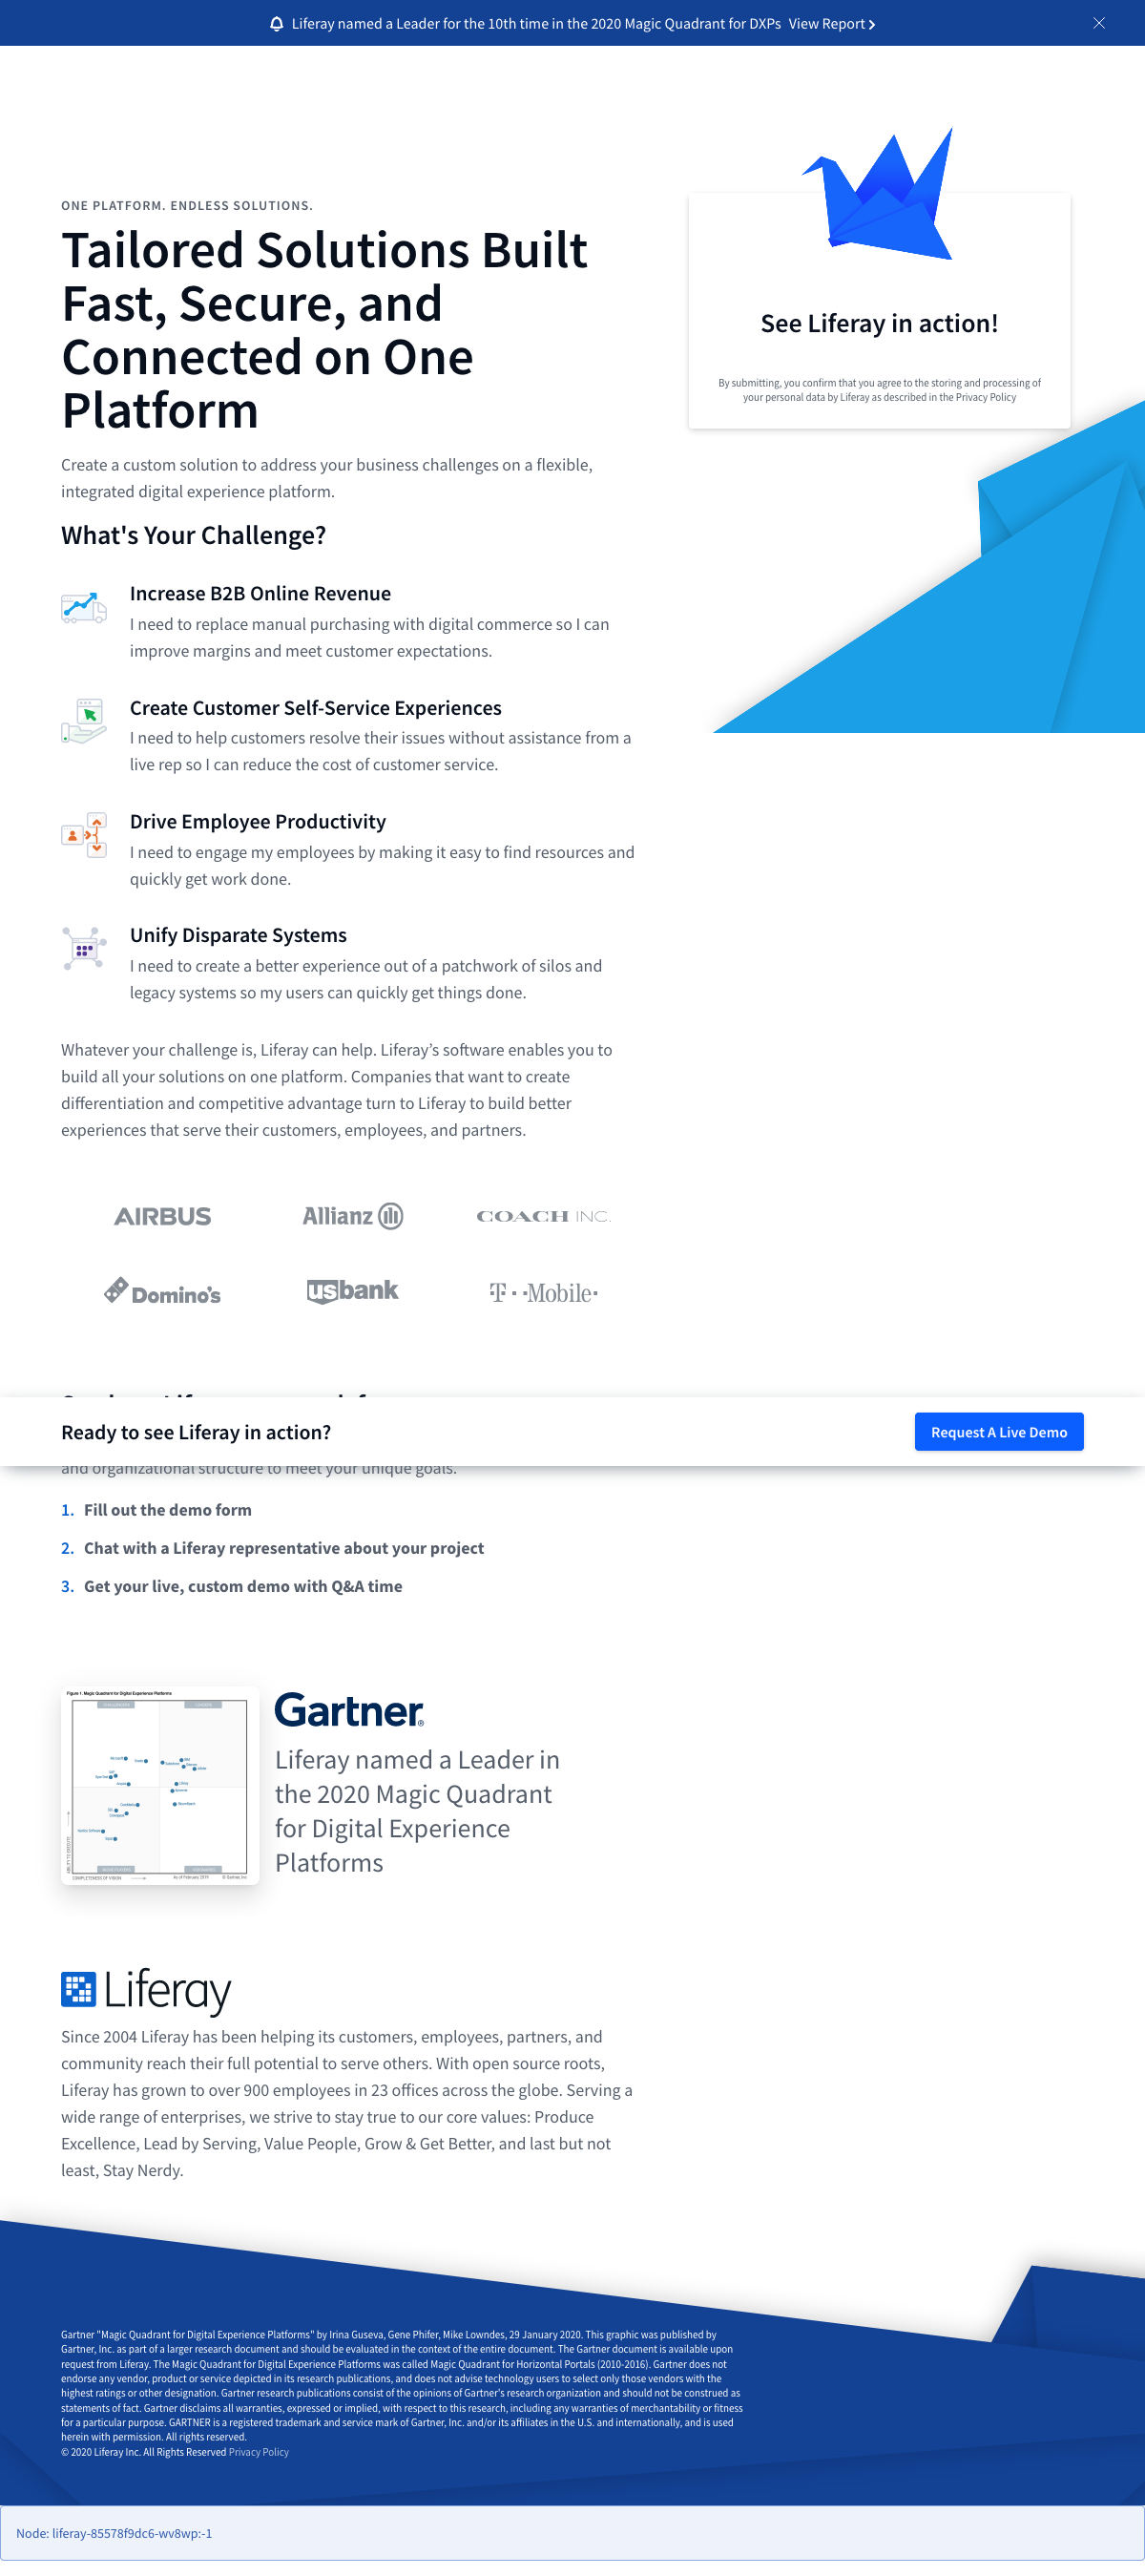 Liferay named a Leader for the 10th time in the 2020 Magic Quadrant for DXPs View Report
ONE PLATFORM. ENDLESS SOLUTIONS.
Tailored Solutions Built
Fast, Secure, and
Connected on One
Platform
Create a custom solution to address your business challenges on a flexible,
integrated digital experience platform.
See Liferay in action!
By submitting, you confirm that you agree to the storing and processing of
your personal data by Liferay as described in the Privacy Policy
What's Your Challenge?
Increase B2B Online Revenue
I need to replace manual purchasing with digital commerce so I can
improve margins and meet customer expectations.
Create Customer Self-Service Experiences
I need to help customers resolve their issues without assistance from a
live rep so I can reduce the cost of customer service.
Drive Employee Productivity
I need to engage my employees by making it easy to find resources and
quickly get work done.
Unify Disparate Systems
I need to create a better experience out of a patchwork of silos and
legacy systems so my users can quickly get things done.
Whatever your challenge is, Liferay can help. Liferay’s software enables you to
build all your solutions on one platform. Companies that want to create
differentiation and competitive advantage turn to Liferay to build better
experiences that serve their customers, employees, and partners.
AIRBUS Allianz COACH INC.
Domino's usbank T··Mobile·
Ready to see Liferay in action?
Request A Live Demo
and organizational structure to meet your unique goals.
1. Fill out the demo form
2. Chat with a Liferay representative about your project
3. Get your live, custom demo with Q&A time
Figure 1. Magic Quadrant for Digital Experience Platforms
COMPLETENESS OF VISION
As of February 2019
© Gartner, Inc
Gartner®
Liferay named a Leader in
the 2020 Magic Quadrant
for Digital Experience
Platforms
Liferay
Since 2004 Liferay has been helping its customers, employees, partners, and
community reach their full potential to serve others. With open source roots,
Liferay has grown to over 900 employees in 23 offices across the globe. Serving a
wide range of enterprises, we strive to stay true to our core values: Produce
Excellence, Lead by Serving, Value People, Grow & Get Better, and last but not
least, Stay Nerdy.
Gartner "Magic Quadrant for Digital Experience Platforms" by Irina Guseva, Gene Phifer, Mike Lowndes, 29 January 2020. This graphic was published by
Gartner, Inc. as part of a larger research document and should be evaluated in the context of the entire document. The Gartner document is available upon
request from Liferay. The Magic Quadrant for Digital Experience Platforms was called Magic Quadrant for Horizontal Portals (2010-2016). Gartner does not
endorse any vendor, product or service depicted in its research publications, and does not advise technology users to select only those vendors with the
highest ratings or other designation. Gartner research publications consist of the opinions of Gartner's research organization and should not be construed as
statements of fact. Gartner disclaims all warranties, expressed or implied, with respect to this research, including any warranties of merchantability or fitness
for a particular purpose. GARTNER is a registered trademark and service mark of Gartner, Inc. and/or its affiliates in the U.S. and internationally, and is used
herein with permission. All rights reserved.
© 2020 Liferay Inc. All Rights Reserved Privacy Policy
Node: liferay-85578f9dc6-wv8wp:-1